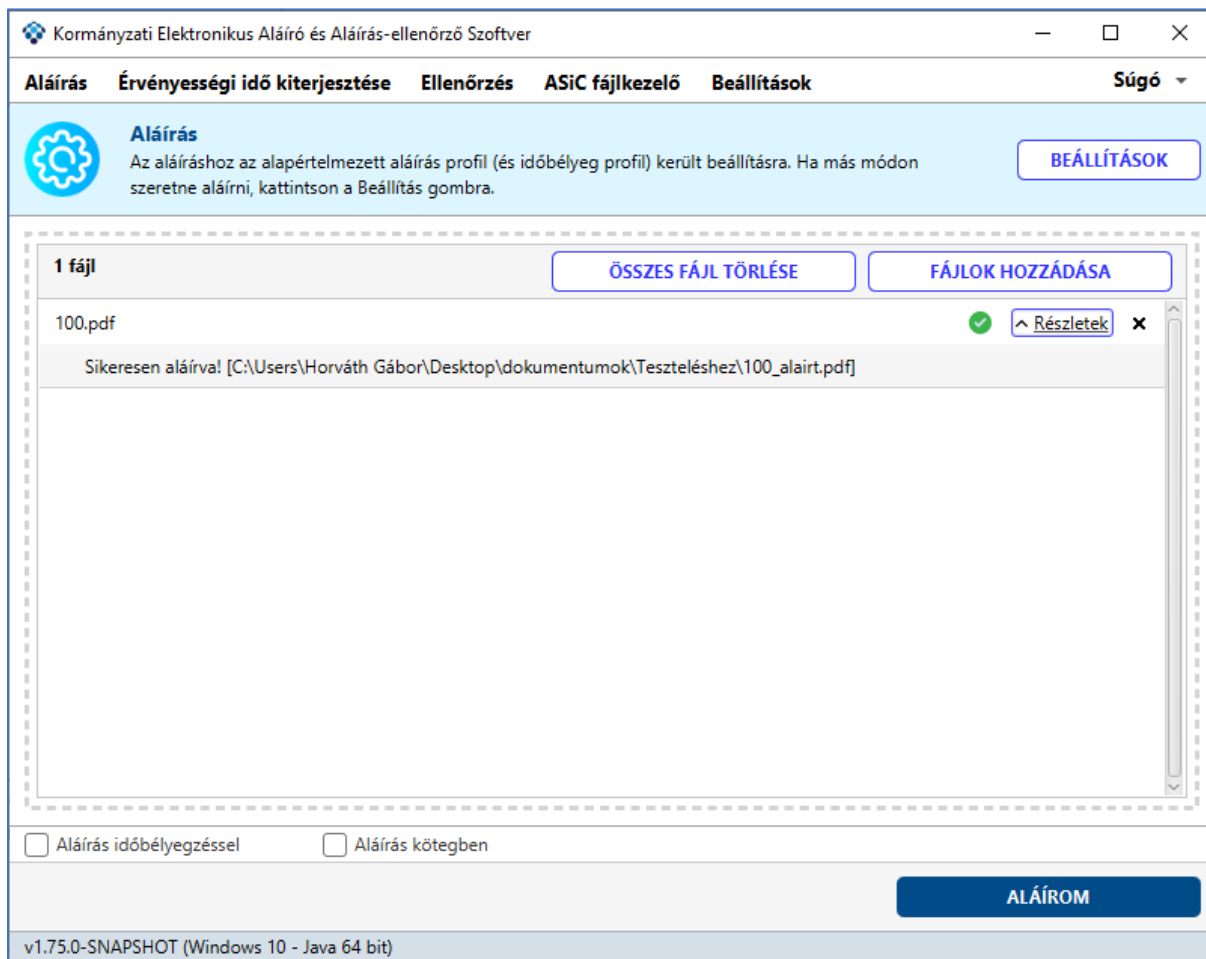 Kormányzati Elektronikus Aláíró és Aláírás-ellenőrző Szoftver
Aláírás Érvényességi idő kiterjesztése Ellenőrzés ASiC fájlkezelő Beállítások Súgó
Aláírás
Az aláíráshoz az alapértelmezett aláírás profil (és időbélyeg profil) került beállításra. Ha más módon
szeretne aláírni, kattintson a Beállítás gombra.
BEÁLLÍTÁSOK
1 fájl ÖSSZES FÁJL TÖRLÉSE FÁJLOK HOZZÁDÁSA
100.pdf Részletek
Sikeresen aláírva! [C:\Users\Horváth Gábor\Desktop\dokumentumok\Teszteléshez\100_alairt.pdf]
Aláírás időbélyegzéssel Aláírás kötegben
ALÁÍROM
v1.75.0-SNAPSHOT (Windows 10 - Java 64 bit)